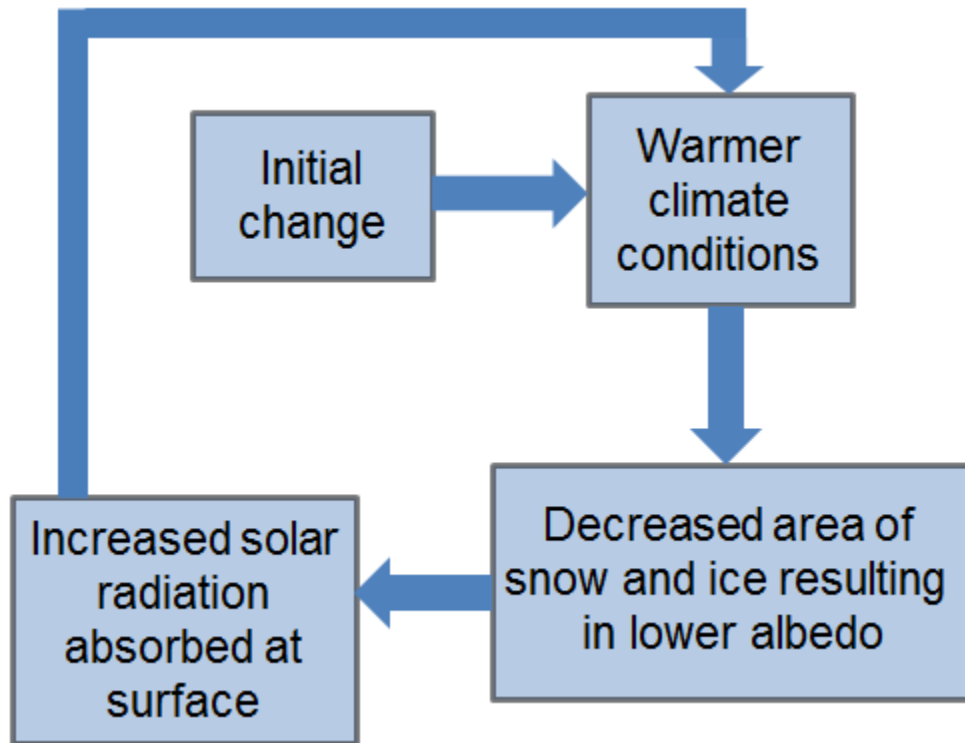 Initial
change
Warmer
climate
conditions
Decreased area of
snow and ice resulting
in lower albedo
Increased solar
radiation
absorbed at
surface